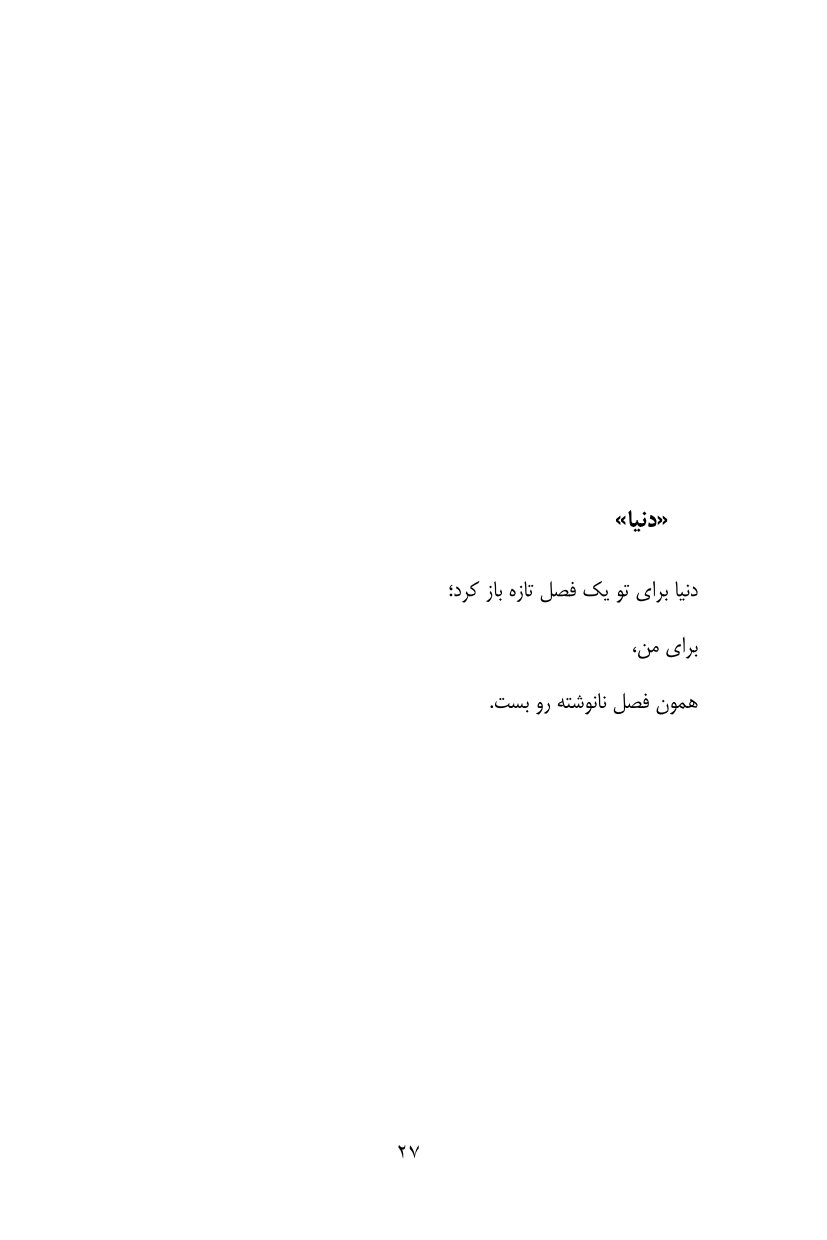 «دنیا»
دنیا برای تو یک فصل تازه باز کرد؛
برای من،
همون فصل نانوشته رو بست.
۲۷